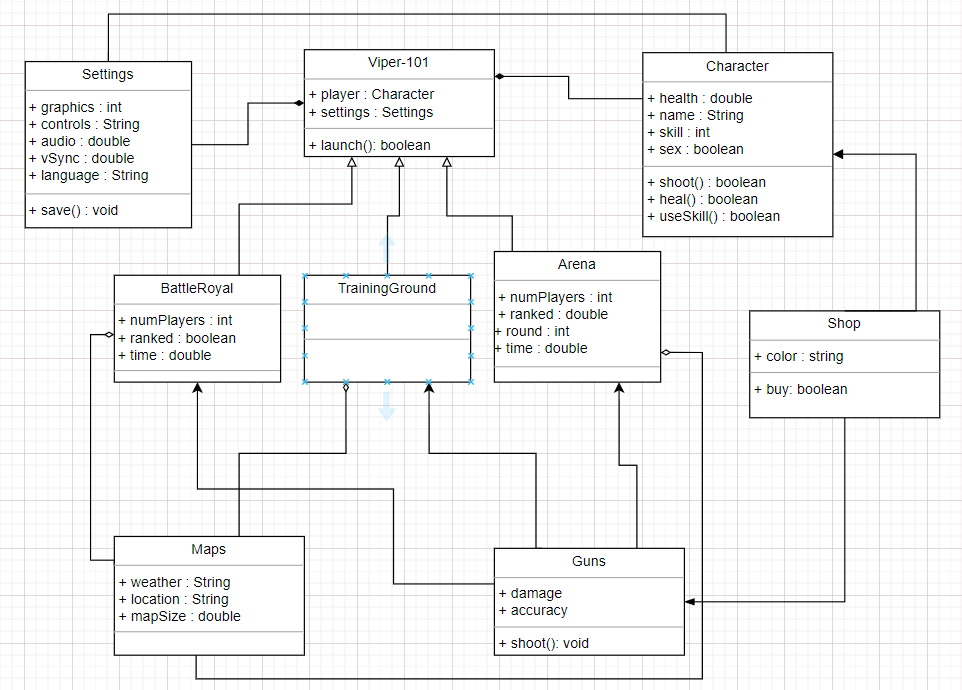 Settings
+ graphics : int
+ controls : String
+ audio : double
+ vSync : double
+ language : String
+ save() : void
Viper-101
+ player : Character
+ settings : Settings
+ launch(): boolean
Character
+ health : double
+ name : String
+ skill : int
+ sex : boolean
+ shoot() : boolean
+ heal() : boolean
+ useSkill() : boolean
BattleRoyal
+ numPlayers : int
+ ranked : boolean
+ time : double
TrainingGround
Arena
+ numPlayers : int
+ ranked : double
+ round : int
+ time : double
Shop
+ color : string
+ buy: boolean
Maps
+ weather : String
+ location : String
+ mapSize : double
Guns
+ damage
+ accuracy
+ shoot(): void